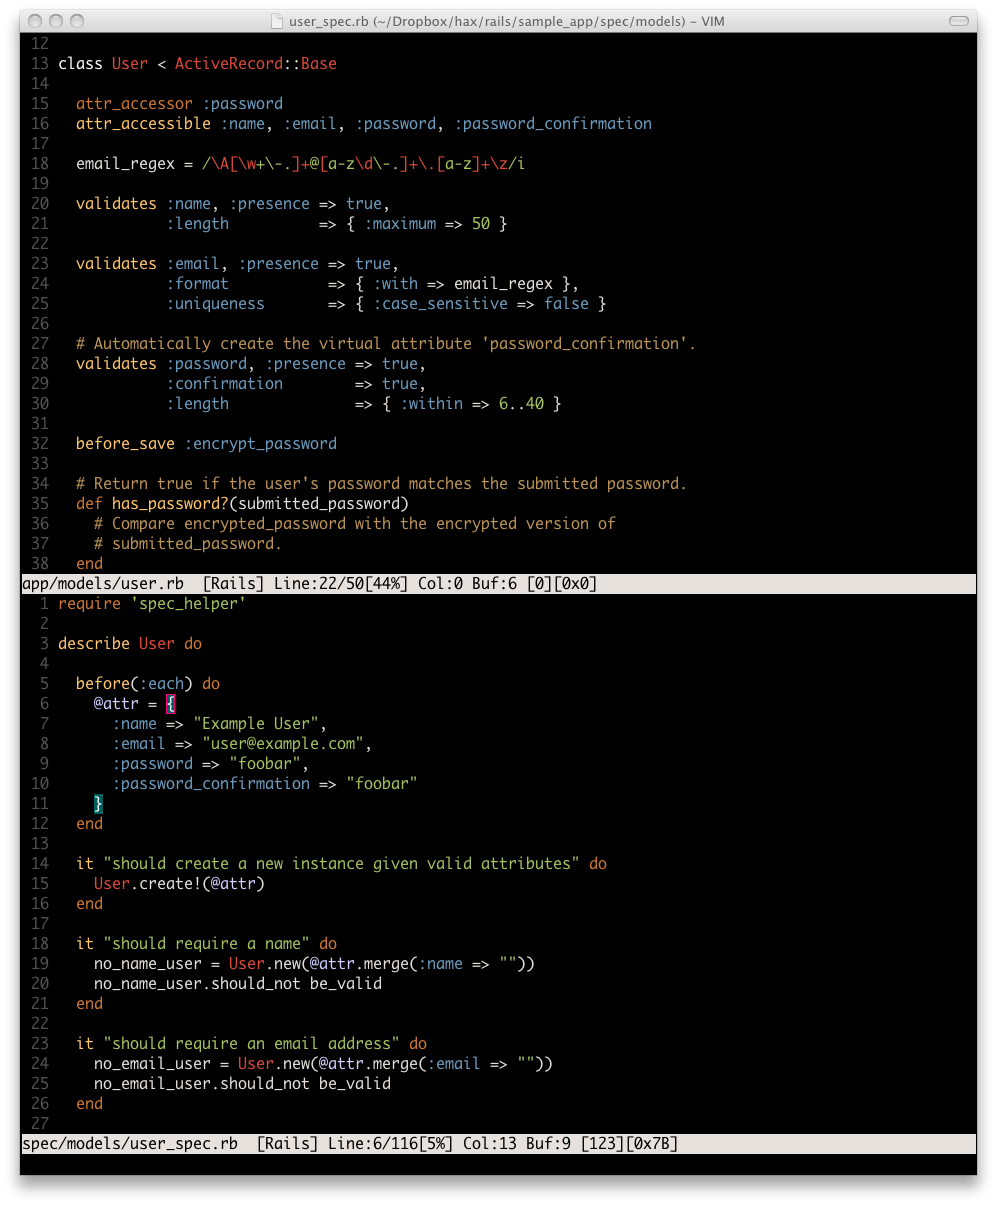 user_spec.rb (~/Dropbox/hax/rails/sample_app/spec/models) – VIM
12
13 class User < ActiveRecord::Base
14
15   attr_accessor :password
16   attr_accessible :name, :email, :password, :password_confirmation
17
18   email_regex = /\A[\w+\-.]+@[a-z\d\-.]+\.[a-z]+\z/i
19
20   validates :name, :presence => true,
21             :length          => { :maximum => 50 }
22
23   validates :email, :presence => true,
24             :format           => { :with => email_regex },
25             :uniqueness       => { :case_sensitive => false }
26
27   # Automatically create the virtual attribute 'password_confirmation'.
28   validates :password, :presence => true,
29             :confirmation        => true,
30             :length              => { :within => 6..40 }
31
32   before_save :encrypt_password
33
34   # Return true if the user's password matches the submitted password.
35   def has_password?(submitted_password)
36     # Compare encrypted_password with the encrypted version of
37     # submitted_password.
38   end
app/models/user.rb  [Rails] Line:22/50[44%] Col:0 Buf:6 [0][0x0]
1 require 'spec_helper'
2
3 describe User do
4
5   before(:each) do
6     @attr = {
7       :name => "Example User",
8       :email => "user@example.com",
9       :password => "foobar",
10       :password_confirmation => "foobar"
11     }
12   end
13
14   it "should create a new instance given valid attributes" do
15     User.create!(@attr)
16   end
17
18   it "should require a name" do
19     no_name_user = User.new(@attr.merge(:name => ""))
20     no_name_user.should_not be_valid
21   end
22
23   it "should require an email address" do
24     no_email_user = User.new(@attr.merge(:email => ""))
25     no_email_user.should_not be_valid
26   end
27
spec/models/user_spec.rb  [Rails] Line:6/116[5%] Col:13 Buf:9 [123][0x7B]